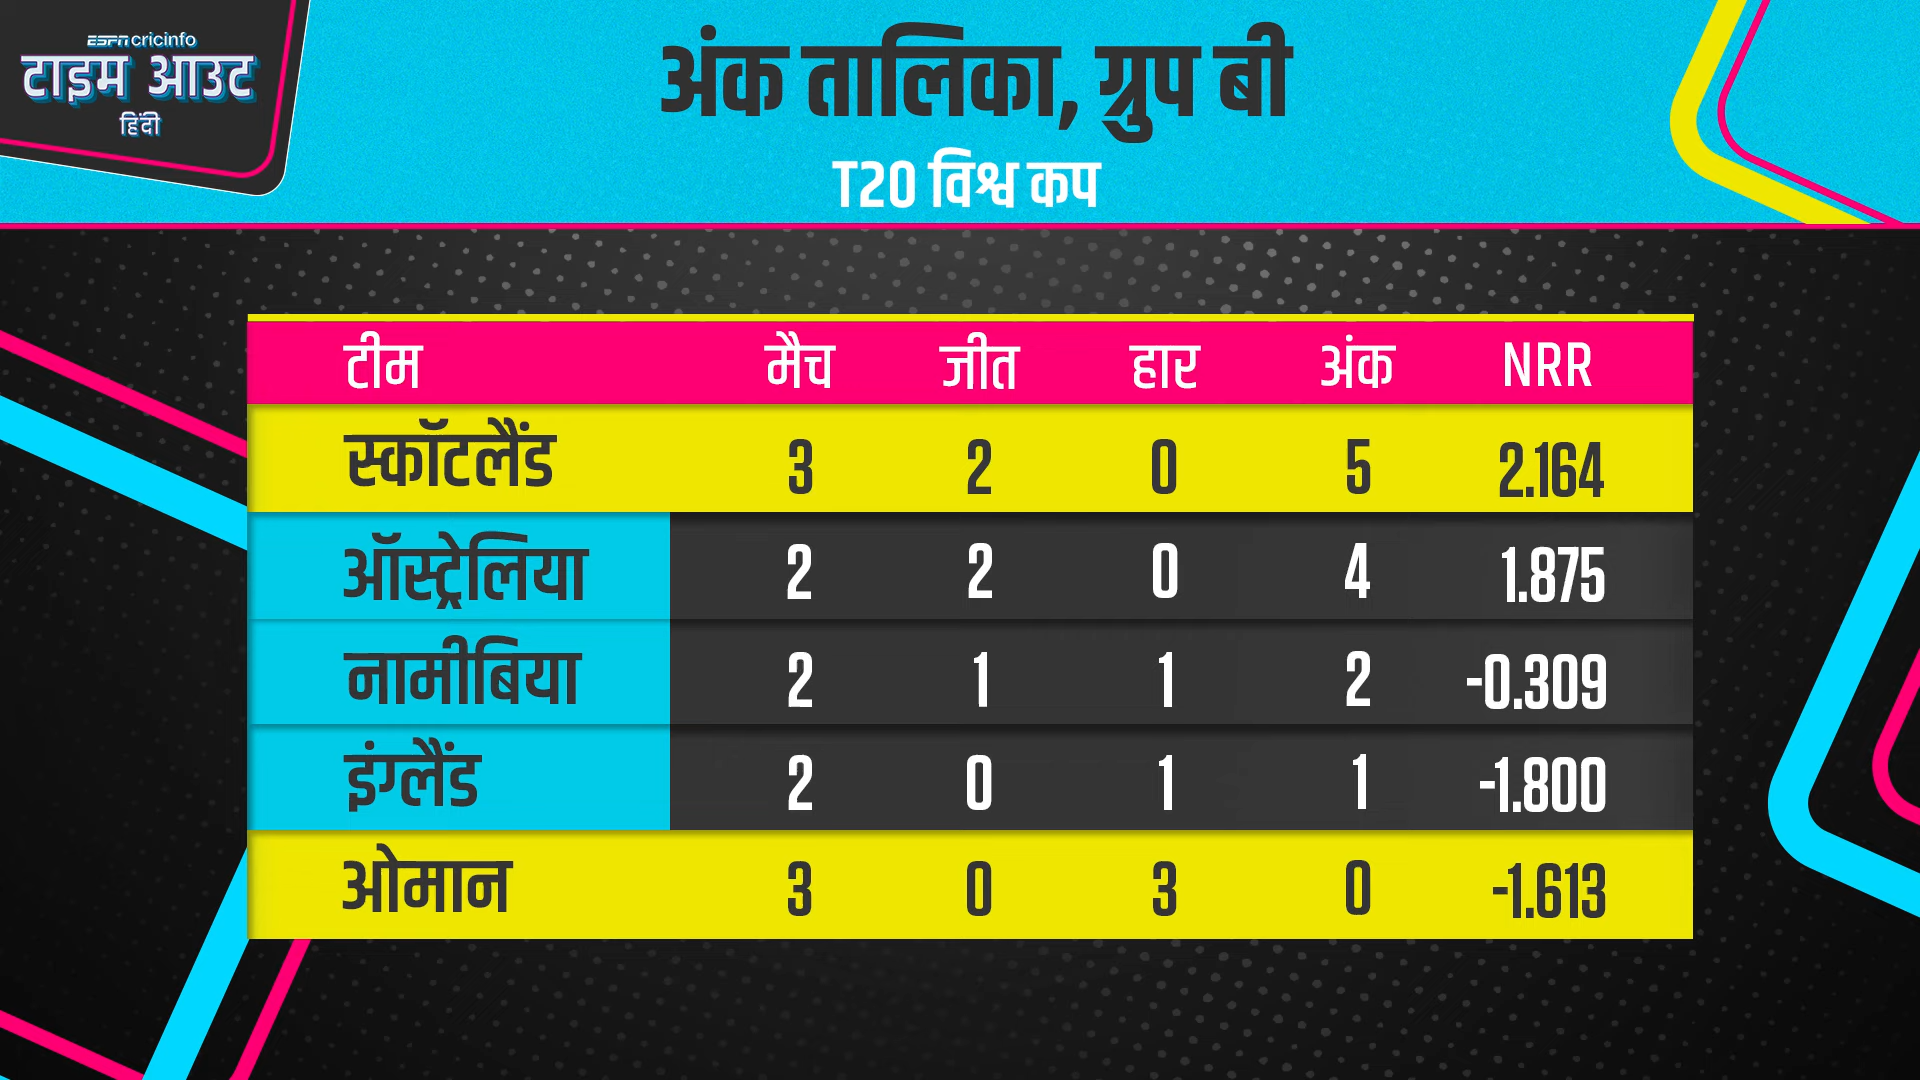 ESPN cricinfo
टाइम आउट
हिंदी
अंक तालिका, ग्रुप बी
T20 विश्व कप
टीम मैच जीत हार अंक NRR
स्कॉटलैंड 3 2 0 5 2.164
ऑस्ट्रेलिया 2 2 0 4 1.875
नामीबिया 2 1 1 2 -0.309
इंग्लैंड 2 0 1 1 -1.800
ओमान 3 0 3 0 -1.613